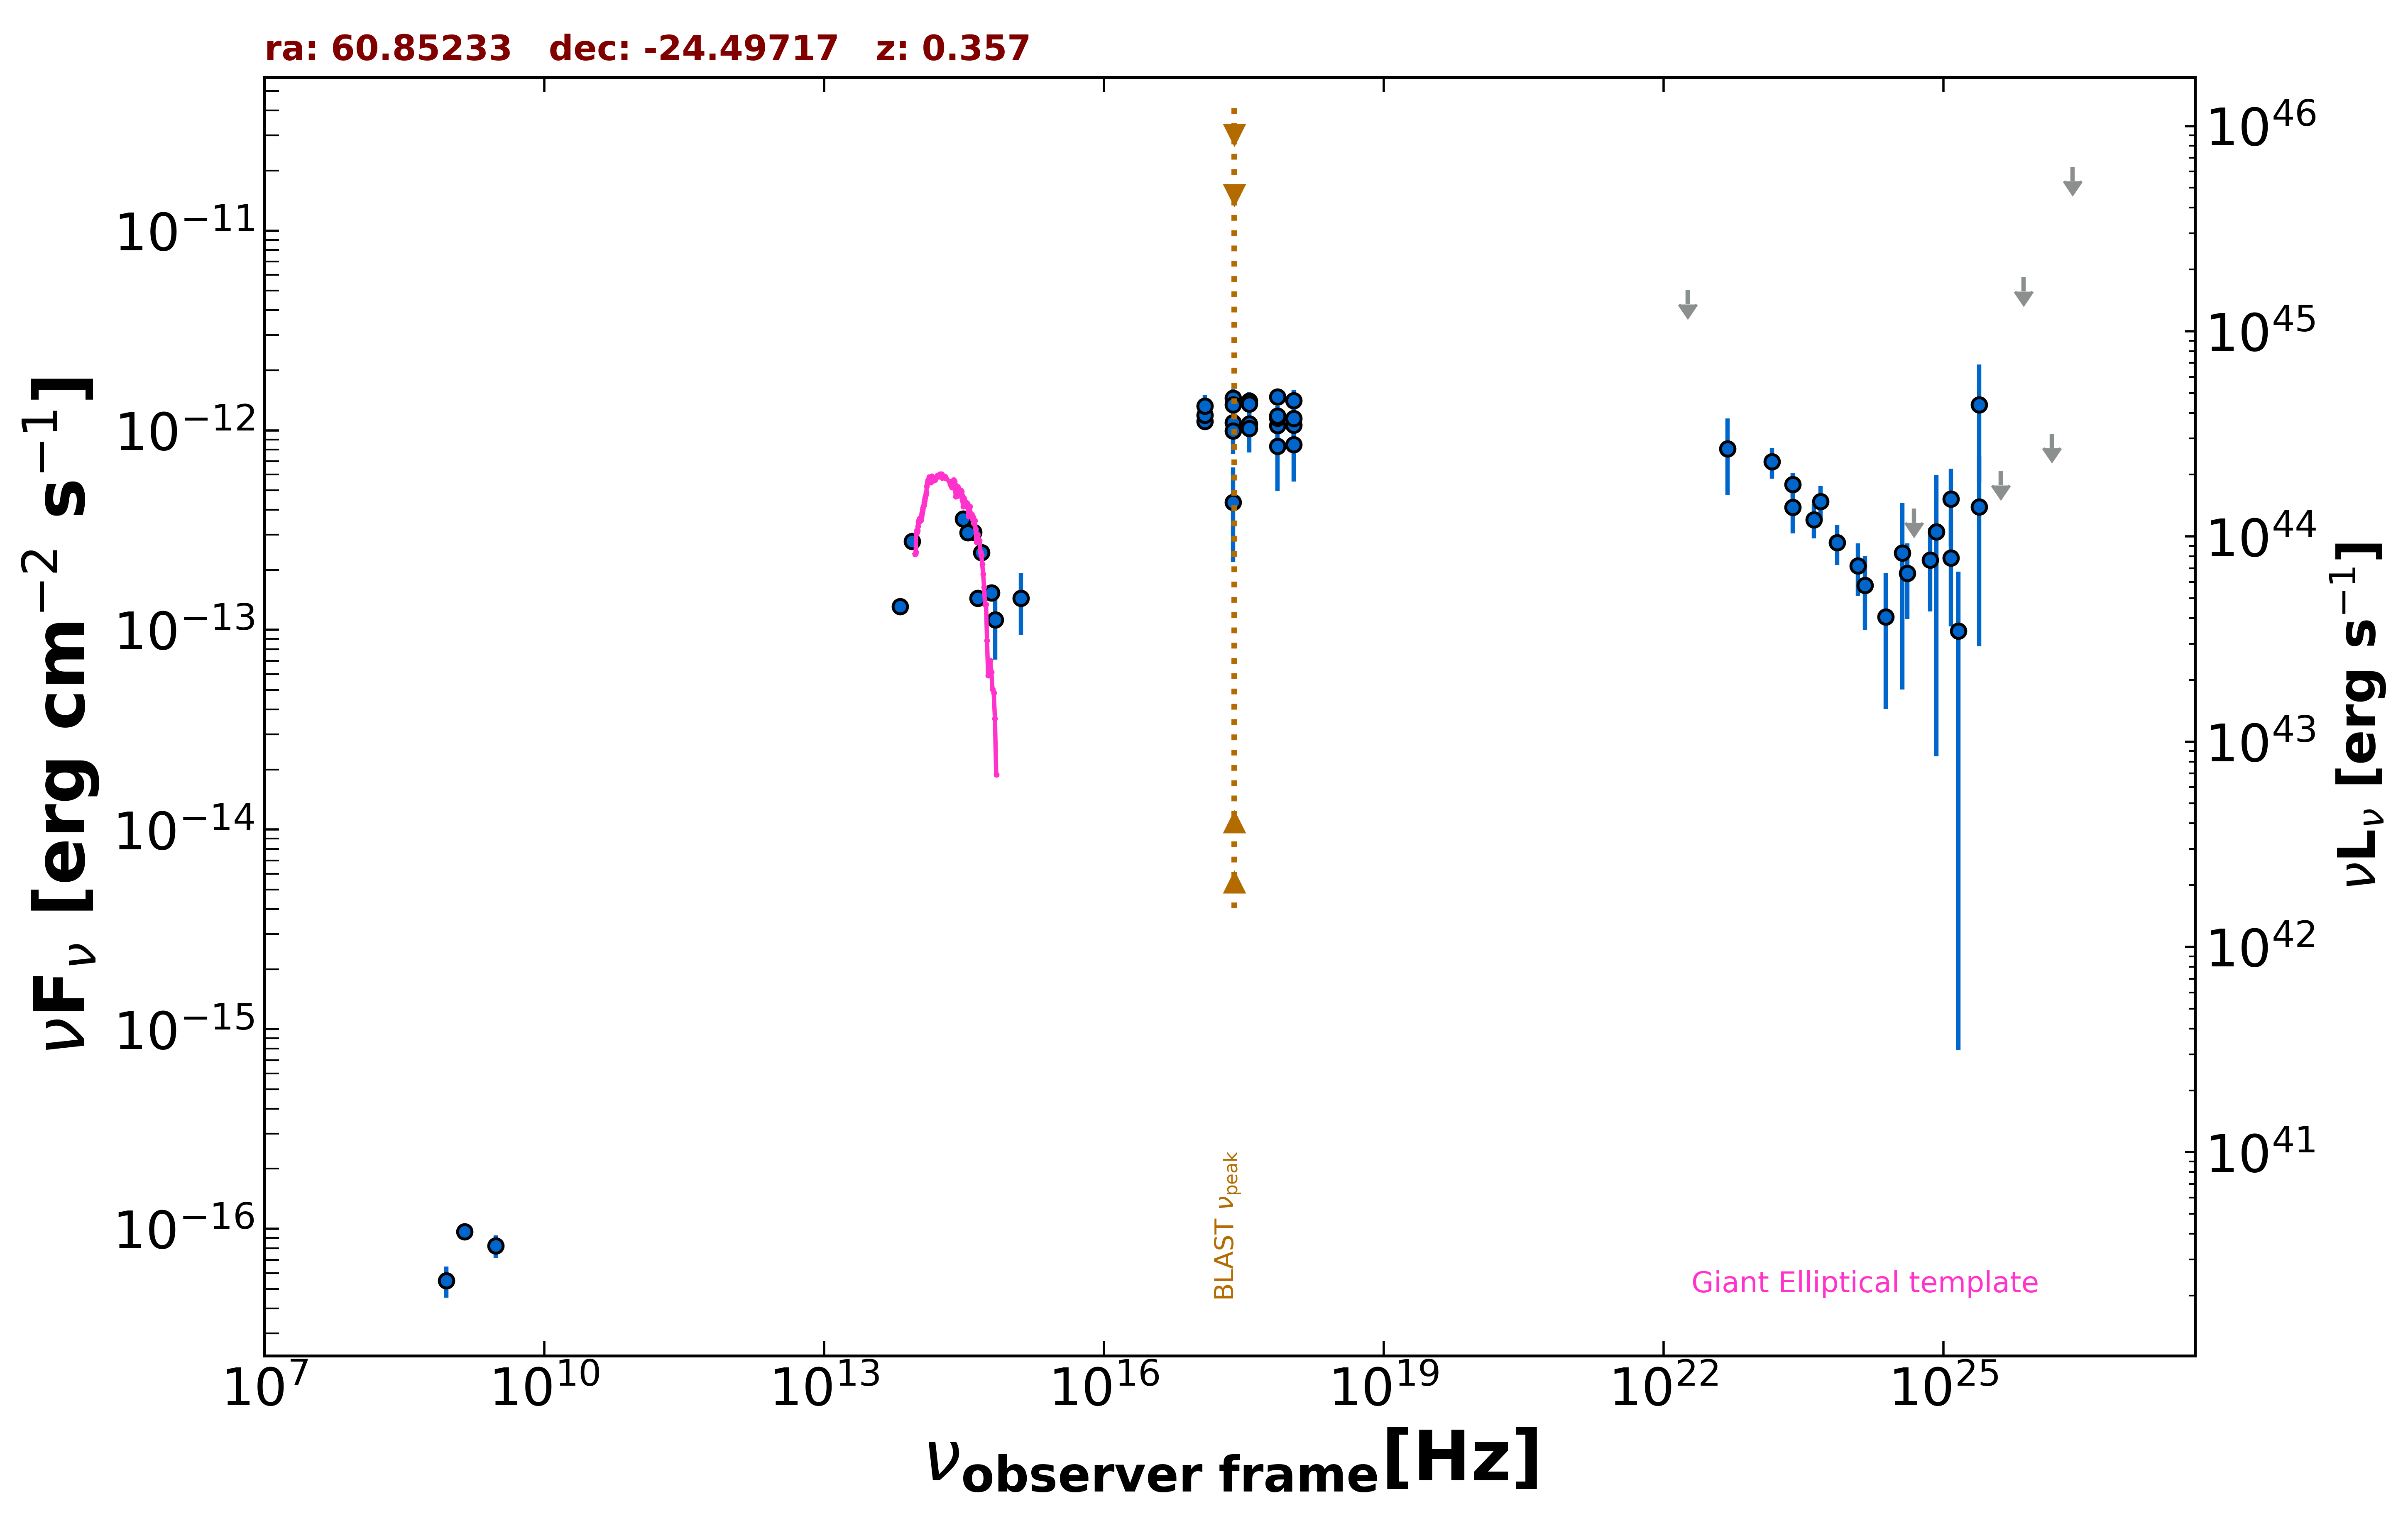 ra: 60.85233   dec: -24.49717   z: 0.357
νFν [erg cm−2 s−1]
10−11
10−12
10−13
10−14
10−15
10−16
1046
1045
1044
1043
1042
1041
νLν [erg s−1]
BLAST νpeak
Giant Elliptical template
107 1010 1013 1016 1019 1022 1025
νobserver frame[Hz]